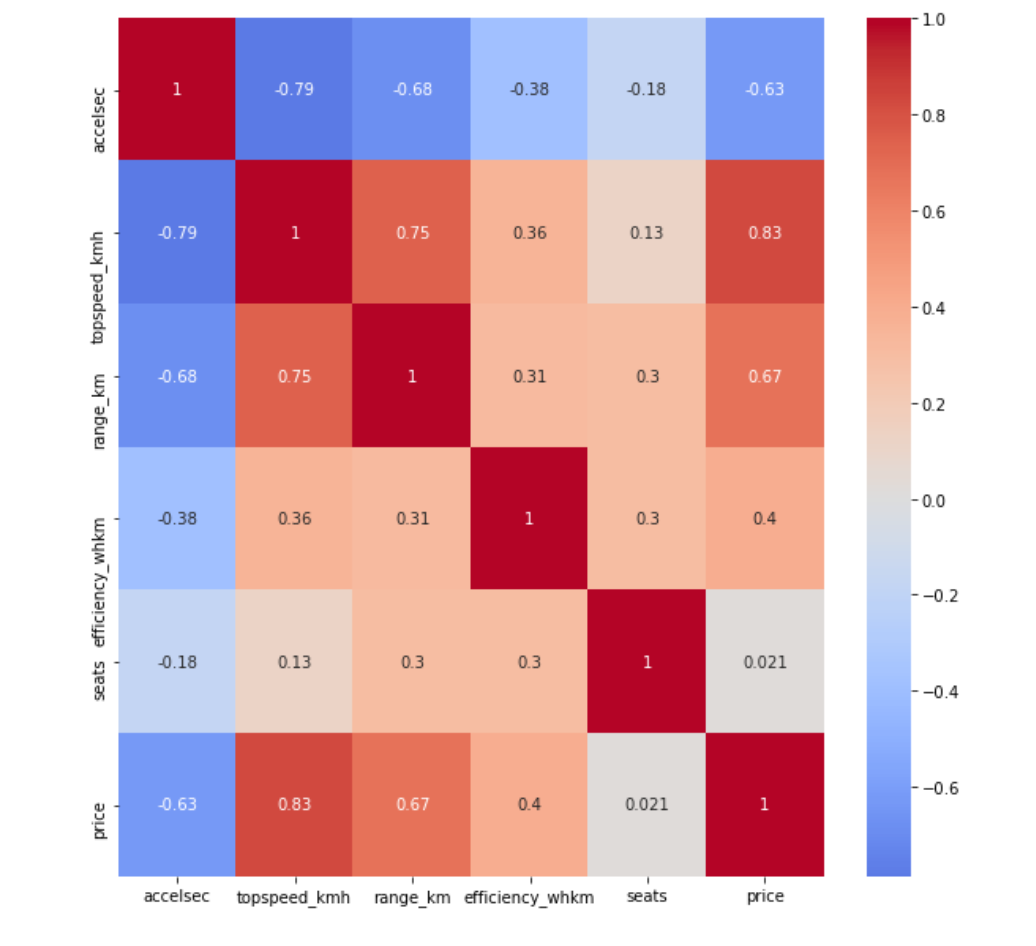 accelsec 1 -0.79 -0.68 -0.38 -0.18 -0.63
topspeed_kmh -0.79 1 0.75 0.36 0.13 0.83
range_km -0.68 0.75 1 0.31 0.3 0.67
efficiency_whkm -0.38 0.36 0.31 1 0.3 0.4
seats -0.18 0.13 0.3 0.3 1 0.021
price -0.63 0.83 0.67 0.4 0.021 1
accelsec topspeed_kmh range_km efficiency_whkm seats price
1.0
0.8
0.6
0.4
0.2
0.0
−0.2
−0.4
−0.6